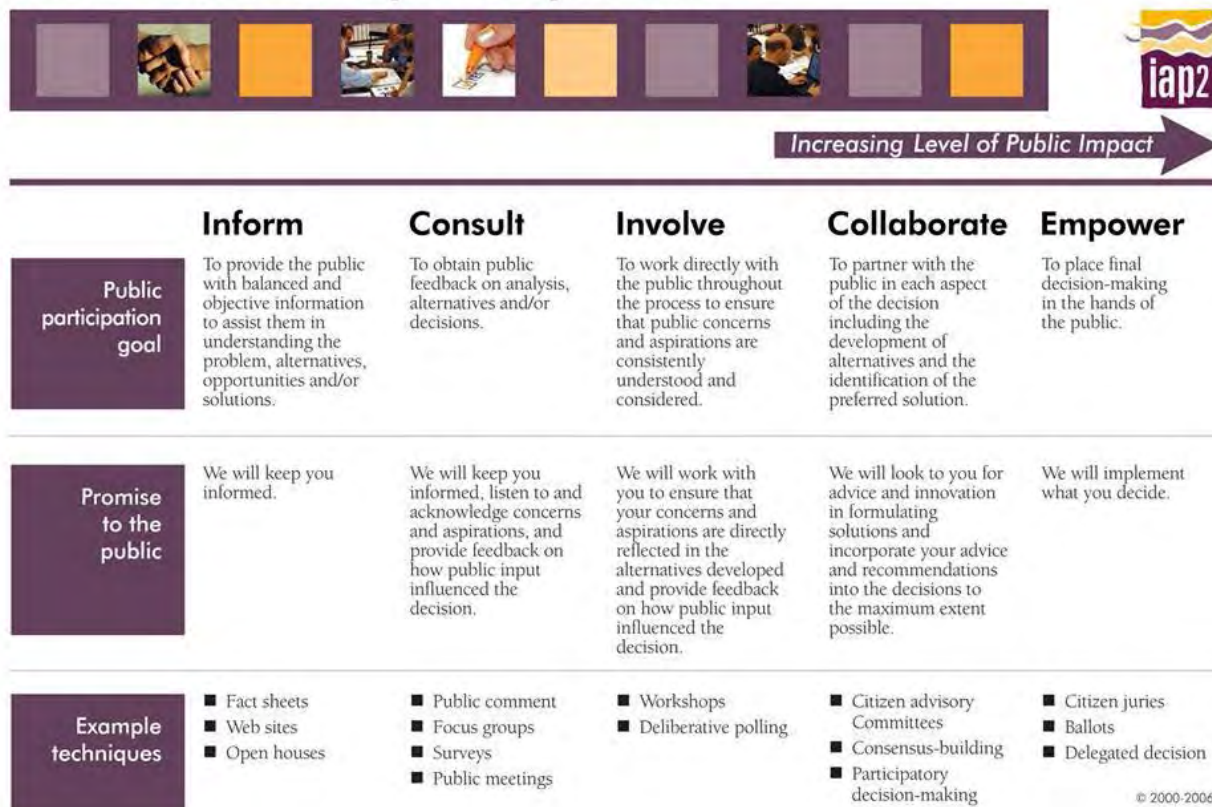 iap2
Increasing Level of Public Impact
Inform
Consult
Involve
Collaborate
Empower
Public
participation
goal
To provide the public
with balanced and
objective information
to assist them in
understanding the
problem, alternatives,
opportunities and/or
solutions.
To obtain public
feedback on analysis,
alternatives and/or
decisions.
To work directly with
the public throughout
the process to ensure
that public concerns
and aspirations are
consistently
understood and
considered.
To partner with the
public in each aspect
of the decision
including the
development of
alternatives and the
identification of the
preferred solution.
To place final
decision-making
in the hands of
the public.
Promise
to the
public
We will keep you
informed.
We will keep you
informed, listen to and
acknowledge concerns
and aspirations, and
provide feedback on
how public input
influenced the
decision.
We will work with
you to ensure that
your concerns and
aspirations are directly
reflected in the
alternatives developed
and provide feedback
on how public input
influenced the
decision.
We will look to you for
advice and innovation
in formulating
solutions and
incorporate your advice
and recommendations
into the decisions to
the maximum extent
possible.
We will implement
what you decide.
Example
techniques
■ Fact sheets
■ Web sites
■ Open houses
■ Public comment
■ Focus groups
■ Surveys
■ Public meetings
■ Workshops
■ Deliberative polling
■ Citizen advisory
Committees
■ Consensus-building
■ Participatory
decision-making
■ Citizen juries
■ Ballots
■ Delegated decision
© 2000-2006